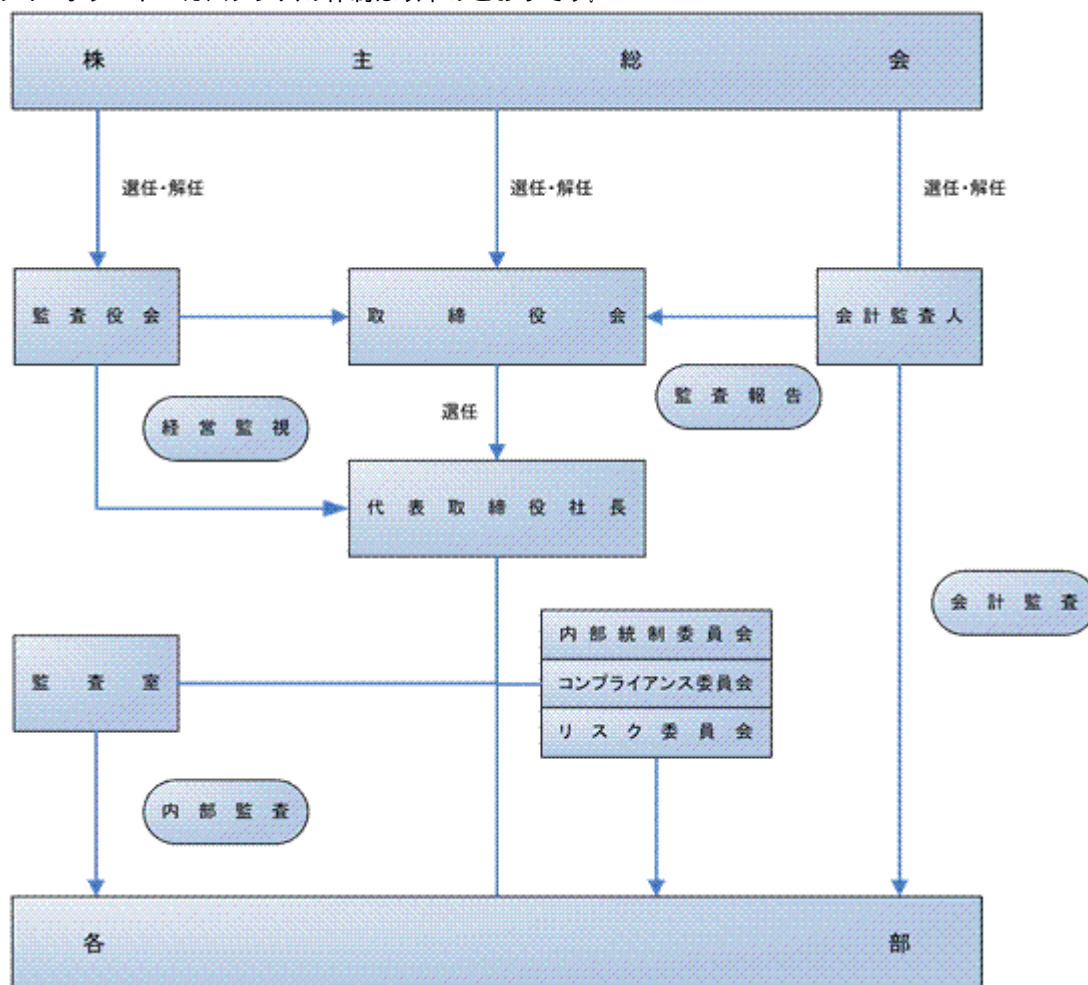 株主総会
選任・解任
選任・解任
選任・解任
監査役会
取締役会
会計監査人
監査報告
経営監視
選任
代表取締役社長
会計監査
内部統制委員会
監査室
コンプライアンス委員会
リスク委員会
内部監査
各部